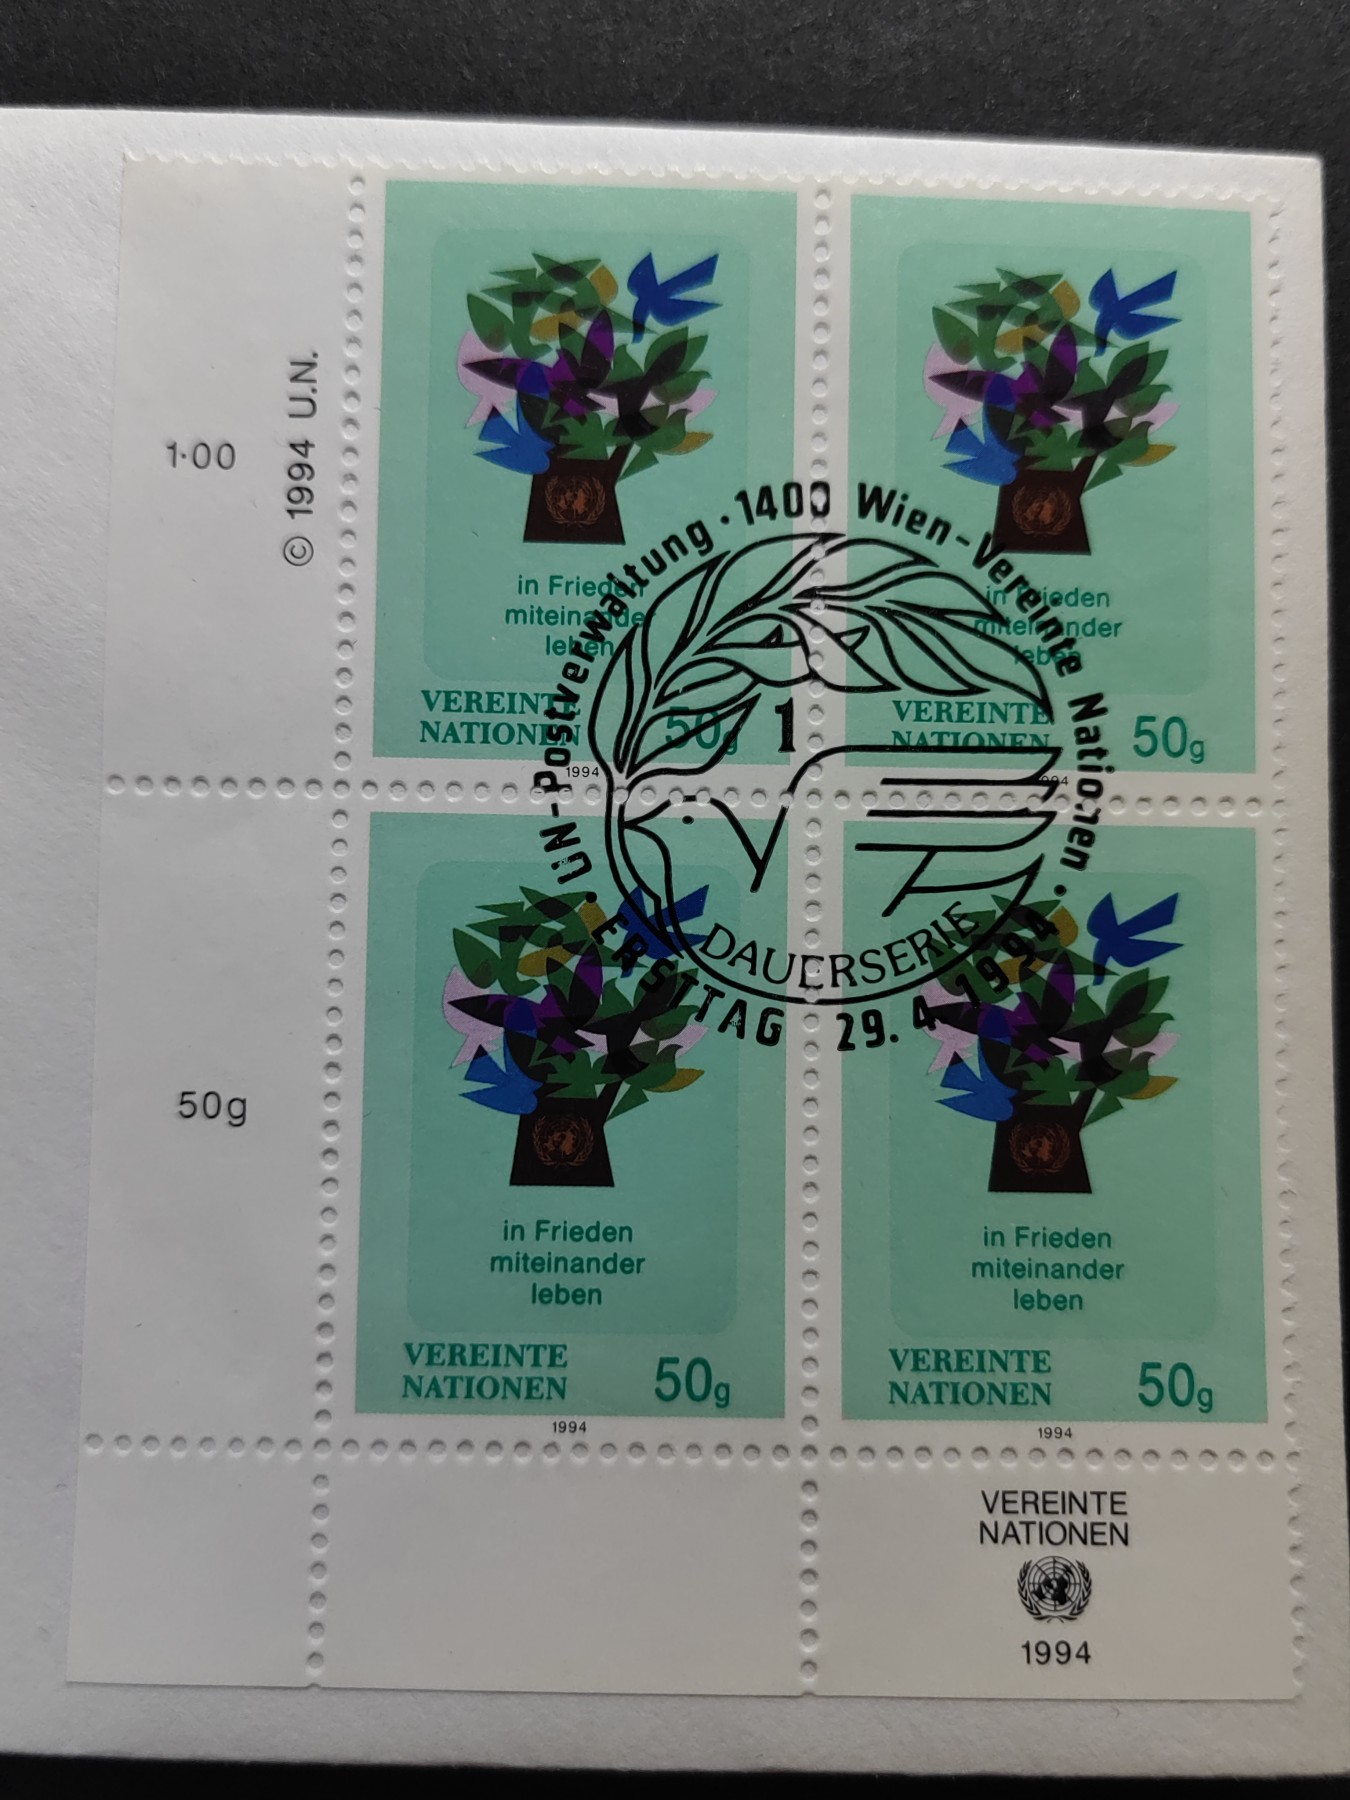 1·00
© 1994 U.N.
in Frieden
miteinander
leben
VEREINTE
NATIONEN
50g
1994
in Frieden
miteinander
leben
VEREINTE
NATIONEN
50g
1994
UN-Postverwaltung · 1400 Wien-Vereinte Nationen ·
1
DAUERSERIE
· ERSTTAG 29.4.1994
50g
in Frieden
miteinander
leben
VEREINTE
NATIONEN
50g
1994
in Frieden
miteinander
leben
VEREINTE
NATIONEN
50g
1994
VEREINTE
NATIONEN
1994